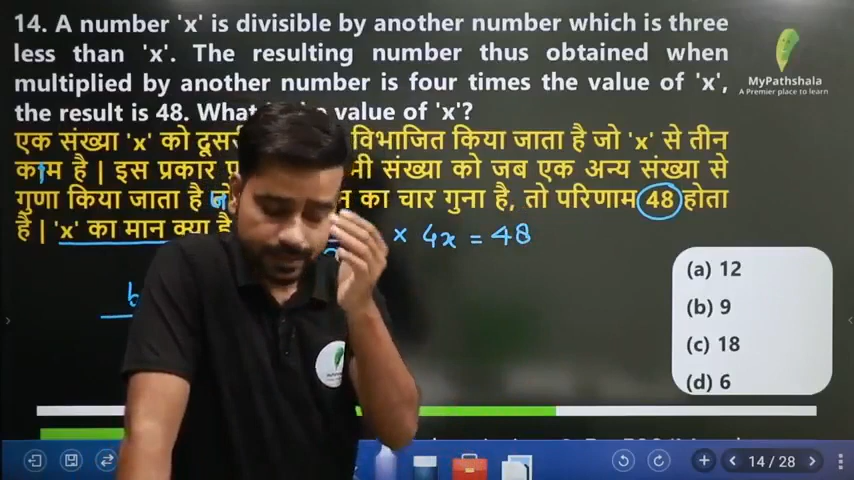 14. A number 'x' is divisible by another number which is three
less than 'x'. The resulting number thus obtained when
multiplied by another number is four times the value of 'x',
the result is 48. What value of 'x'?
एक संख्या 'x' को विभाजित किया जाता है जो 'x' से तीन
कम है | इस प्रकार संख्या को जब एक अन्य संख्या से
गुणा किया जाता है का चार गुना है, तो परिणाम 48 होता
है | 'x' का मान क्या है
× 4x = 48
(a) 12
(b) 9
(c) 18
(d) 6
MyPathshala
A Premier place to learn
14 / 28